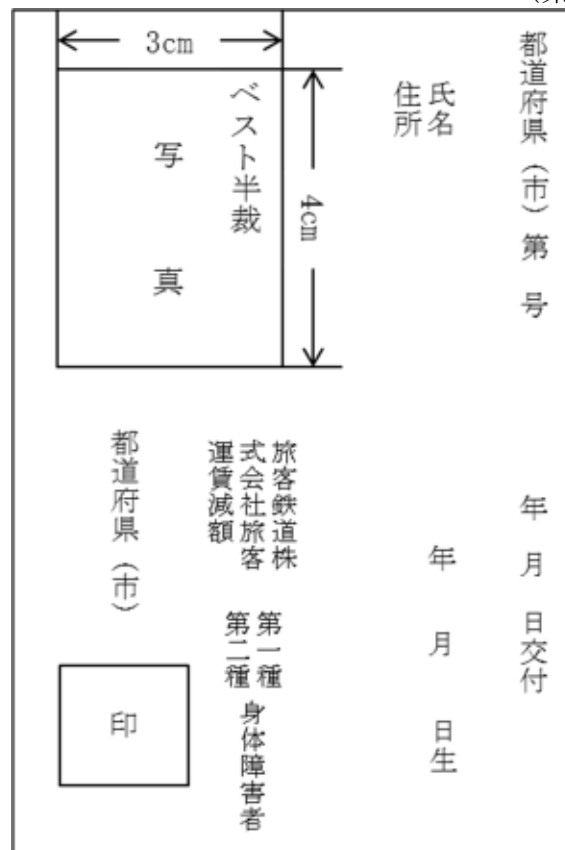 都道府県（市）第　号　　年　月　日交付
氏名　　年　月　日生
住所
旅客鉄道株
式会社旅客
運賃減額
第一種
第二種
身体障害者
3cm
4cm
ベスト半裁
写　真
都道府県（市）
印